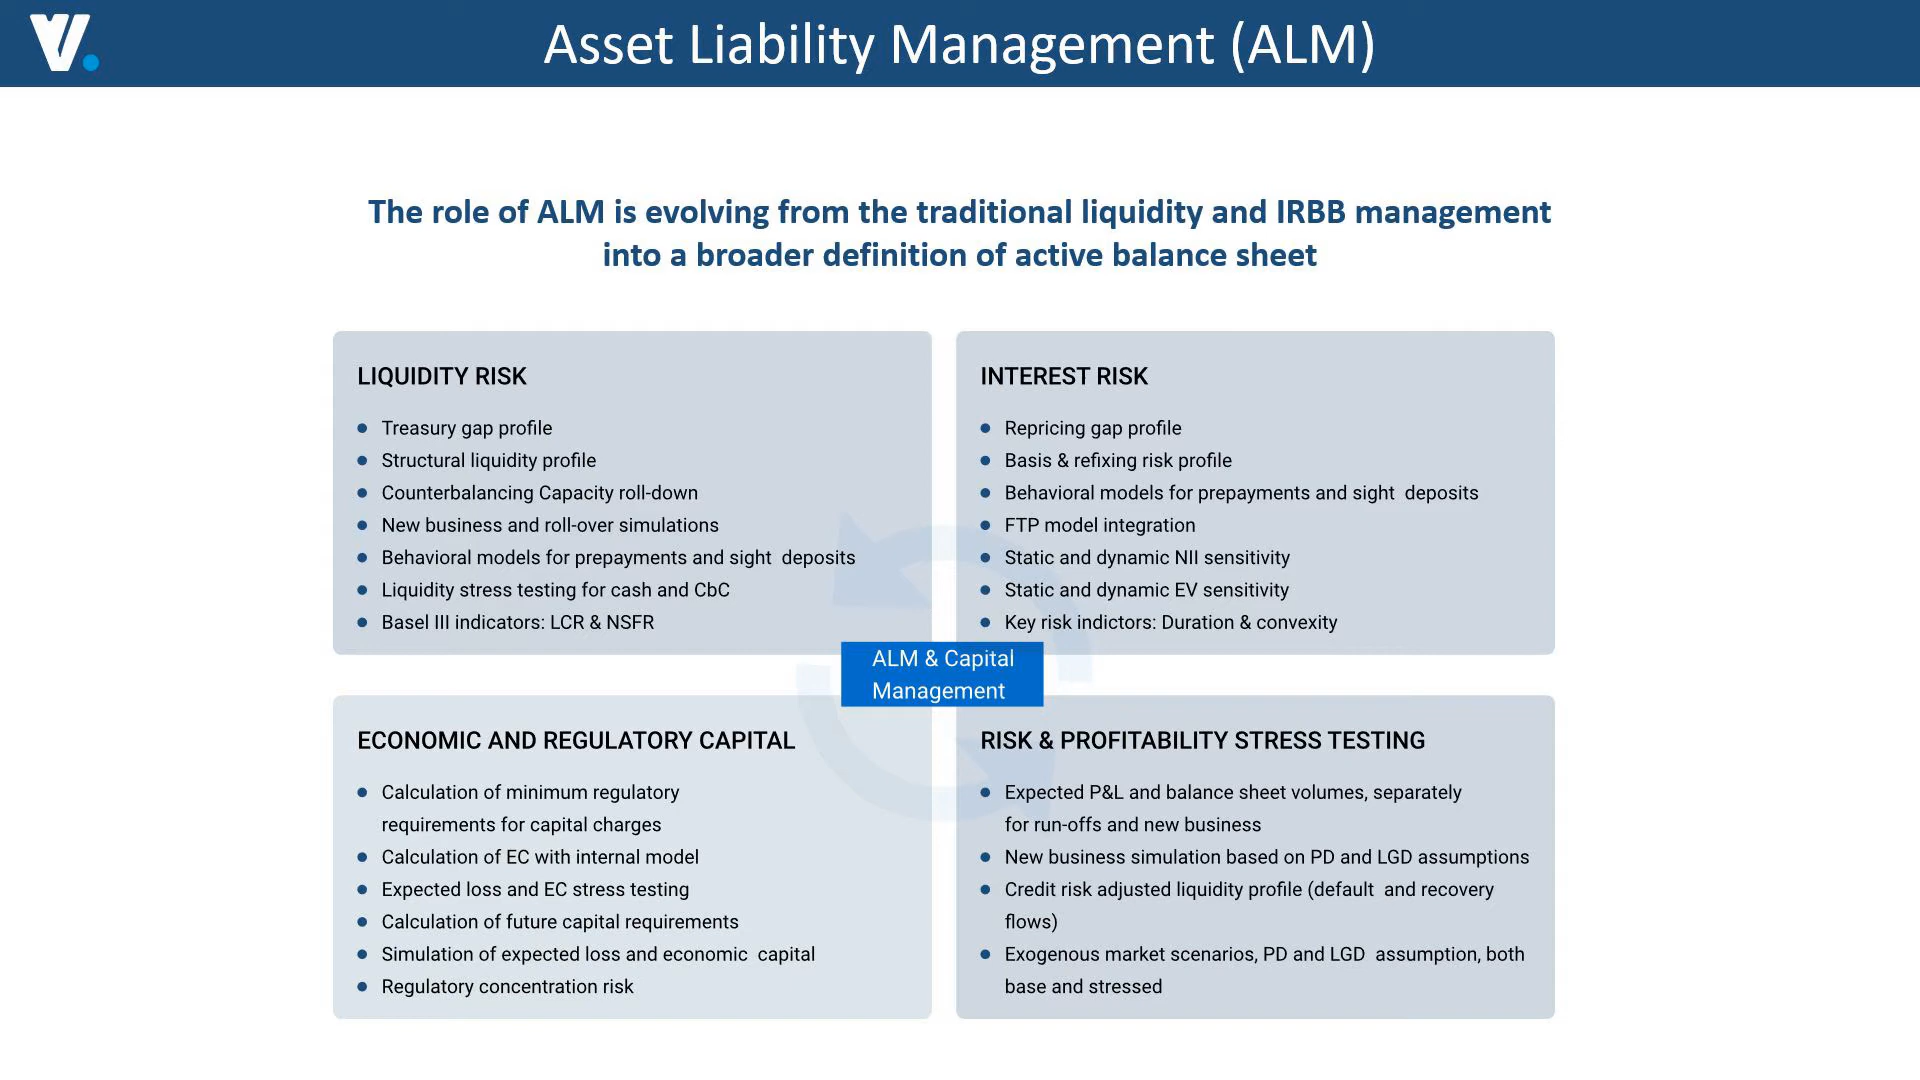 Asset Liability Management (ALM)
The role of ALM is evolving from the traditional liquidity and IRBB management
into a broader definition of active balance sheet
LIQUIDITY RISK
Treasury gap profile
Structural liquidity profile
Counterbalancing Capacity roll-down
New business and roll-over simulations
Behavioral models for prepayments and sight deposits
Liquidity stress testing for cash and CbC
Basel III indicators: LCR & NSFR
INTEREST RISK
Repricing gap profile
Basis & refixing risk profile
Behavioral models for prepayments and sight deposits
FTP model integration
Static and dynamic NII sensitivity
Static and dynamic EV sensitivity
Key risk indictors: Duration & convexity
ALM & Capital
Management
ECONOMIC AND REGULATORY CAPITAL
Calculation of minimum regulatory
requirements for capital charges
Calculation of EC with internal model
Expected loss and EC stress testing
Calculation of future capital requirements
Simulation of expected loss and economic capital
Regulatory concentration risk
RISK & PROFITABILITY STRESS TESTING
Expected P&L and balance sheet volumes, separately
for run-offs and new business
New business simulation based on PD and LGD assumptions
Credit risk adjusted liquidity profile (default and recovery
flows)
Exogenous market scenarios, PD and LGD assumption, both
base and stressed